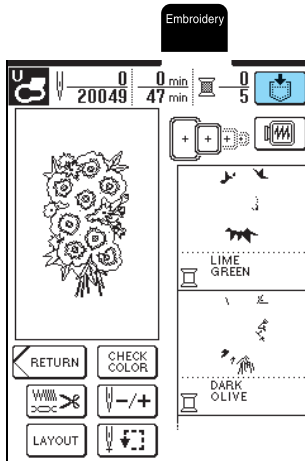 Embroidery
U
0 0 min 0
20049 47 min 5
LIME
GREEN
RETURN CHECK
COLOR
-/+
DARK
OLIVE
LAYOUT